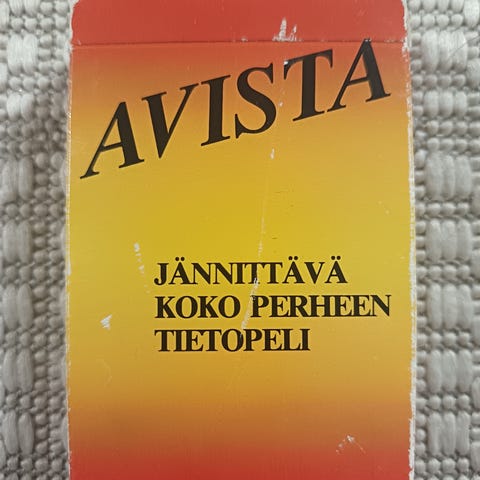 AVISTA
JÄNNITTÄVÄ
KOKO PERHEEN
TIETOPELI